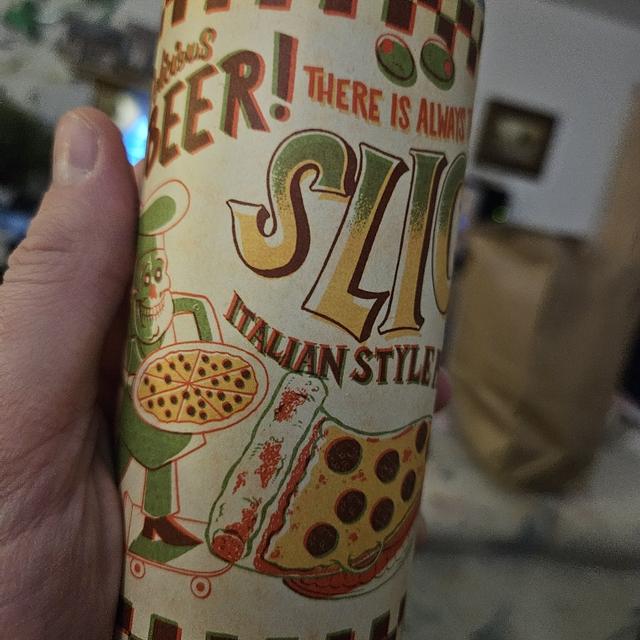 BEER!
THERE IS ALWAYS
SLIC
ITALIAN STYLE